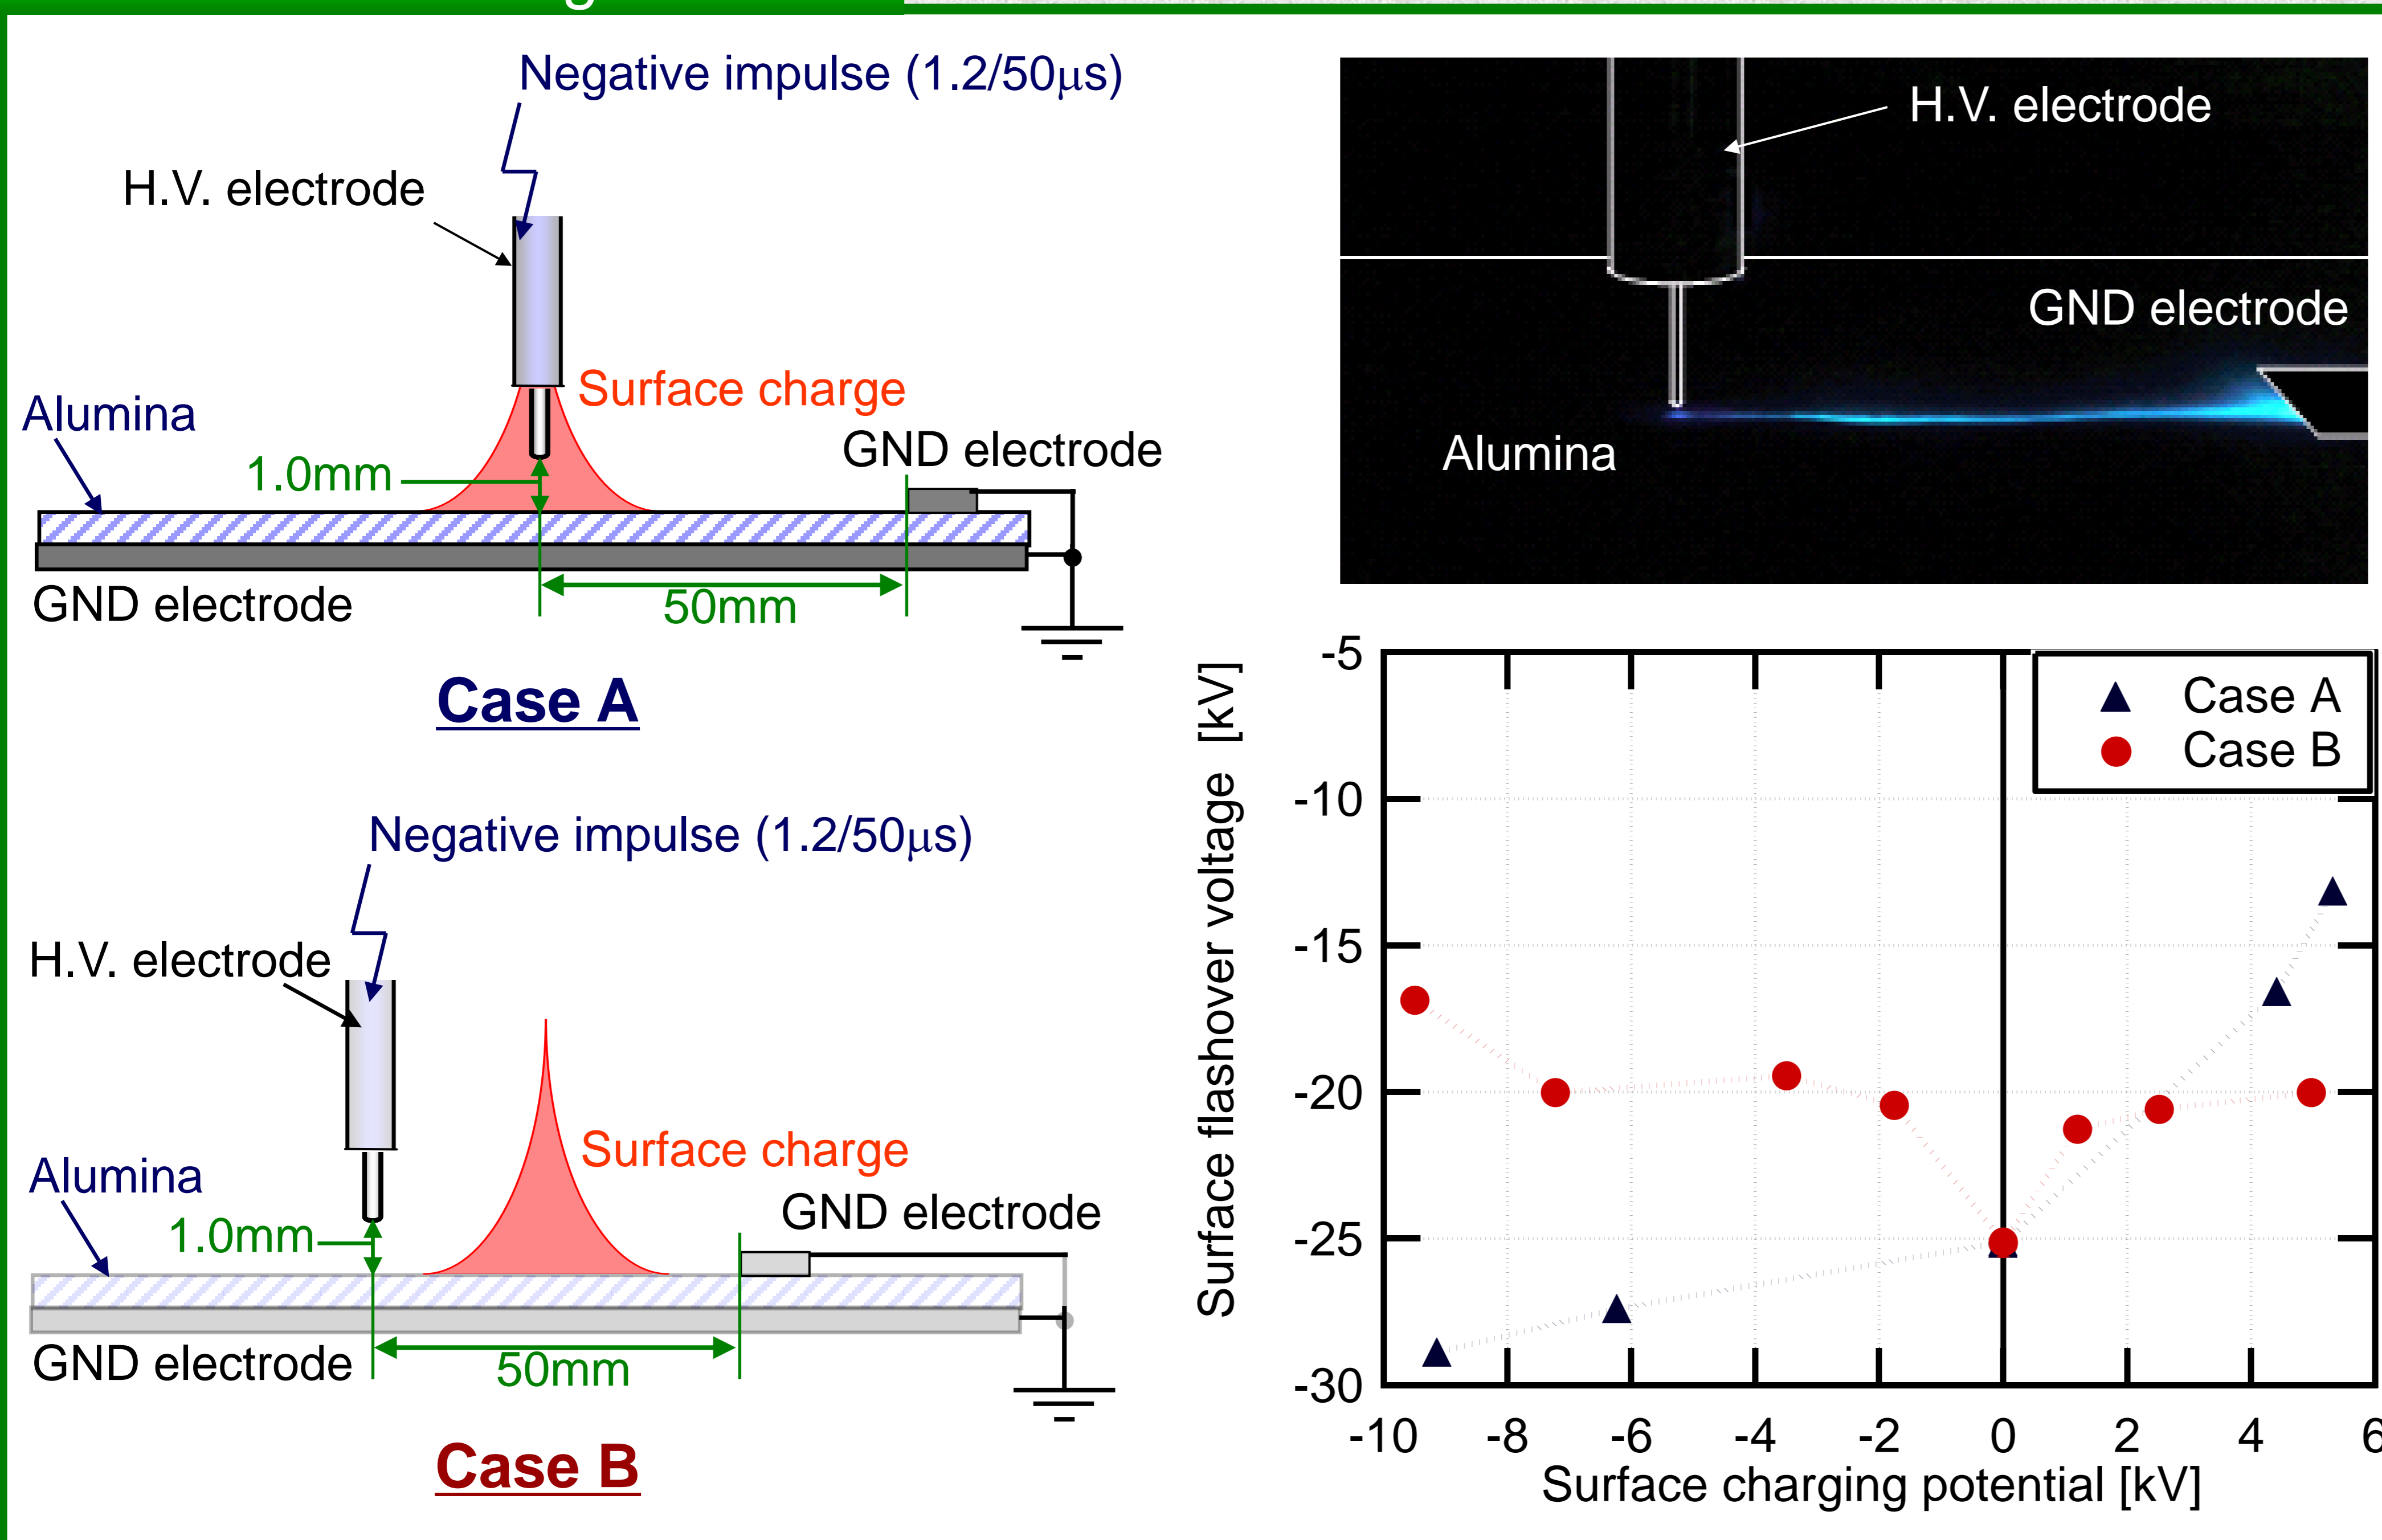 Negative impulse (1.2/50μs)
H.V. electrode
Surface charge
Alumina
GND electrode
1.0mm
GND electrode
50mm
Case A
Negative impulse (1.2/50μs)
H.V. electrode
Surface charge
Alumina
GND electrode
1.0mm
GND electrode
50mm
Case B
H.V. electrode
GND electrode
Alumina
Surface flashover voltage [kV]
-5
-10
-15
-20
-25
-30
Case A
Case B
-10 -8 -6 -4 -2 0 2 4 6
Surface charging potential [kV]